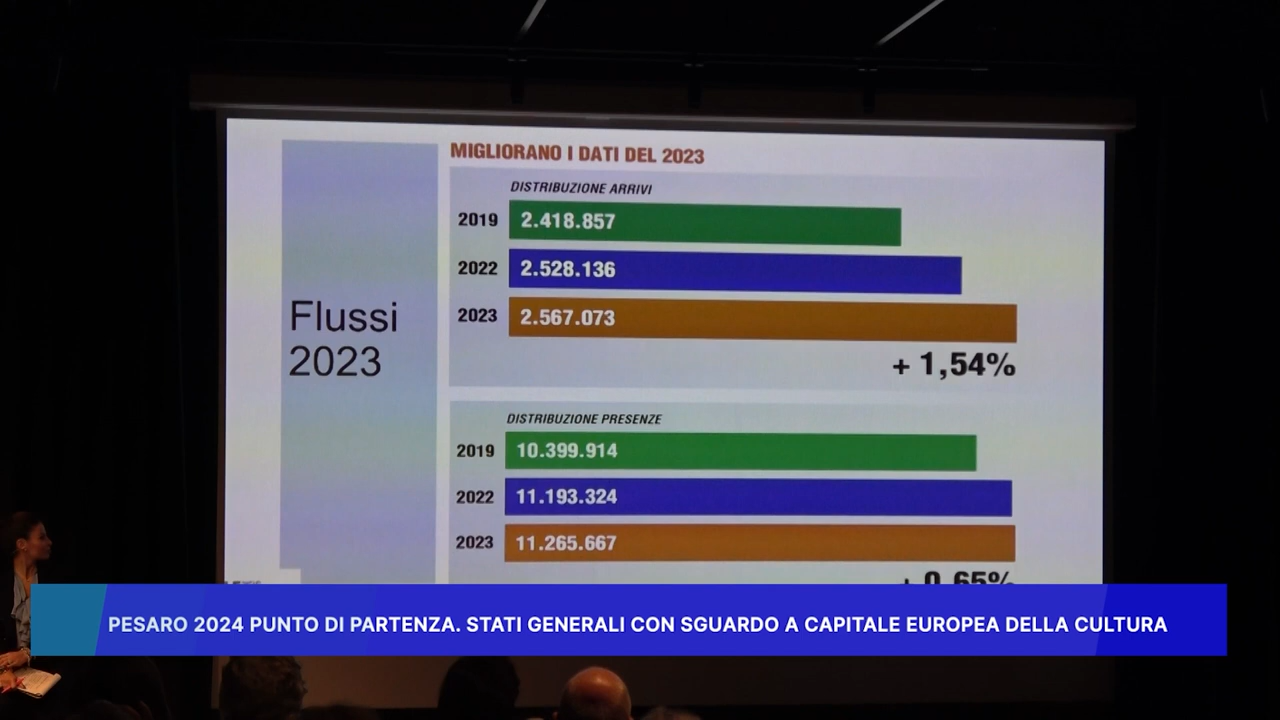 MIGLIORANO I DATI DEL 2023
DISTRIBUZIONE ARRIVI
2019 2.418.857
2022 2.528.136
2023 2.567.073
+ 1,54%
Flussi
2023
DISTRIBUZIONE PRESENZE
2019 10.399.914
2022 11.193.324
2023 11.265.667
+ 0,65%
PESARO 2024 PUNTO DI PARTENZA. STATI GENERALI CON SGUARDO A CAPITALE EUROPEA DELLA CULTURA